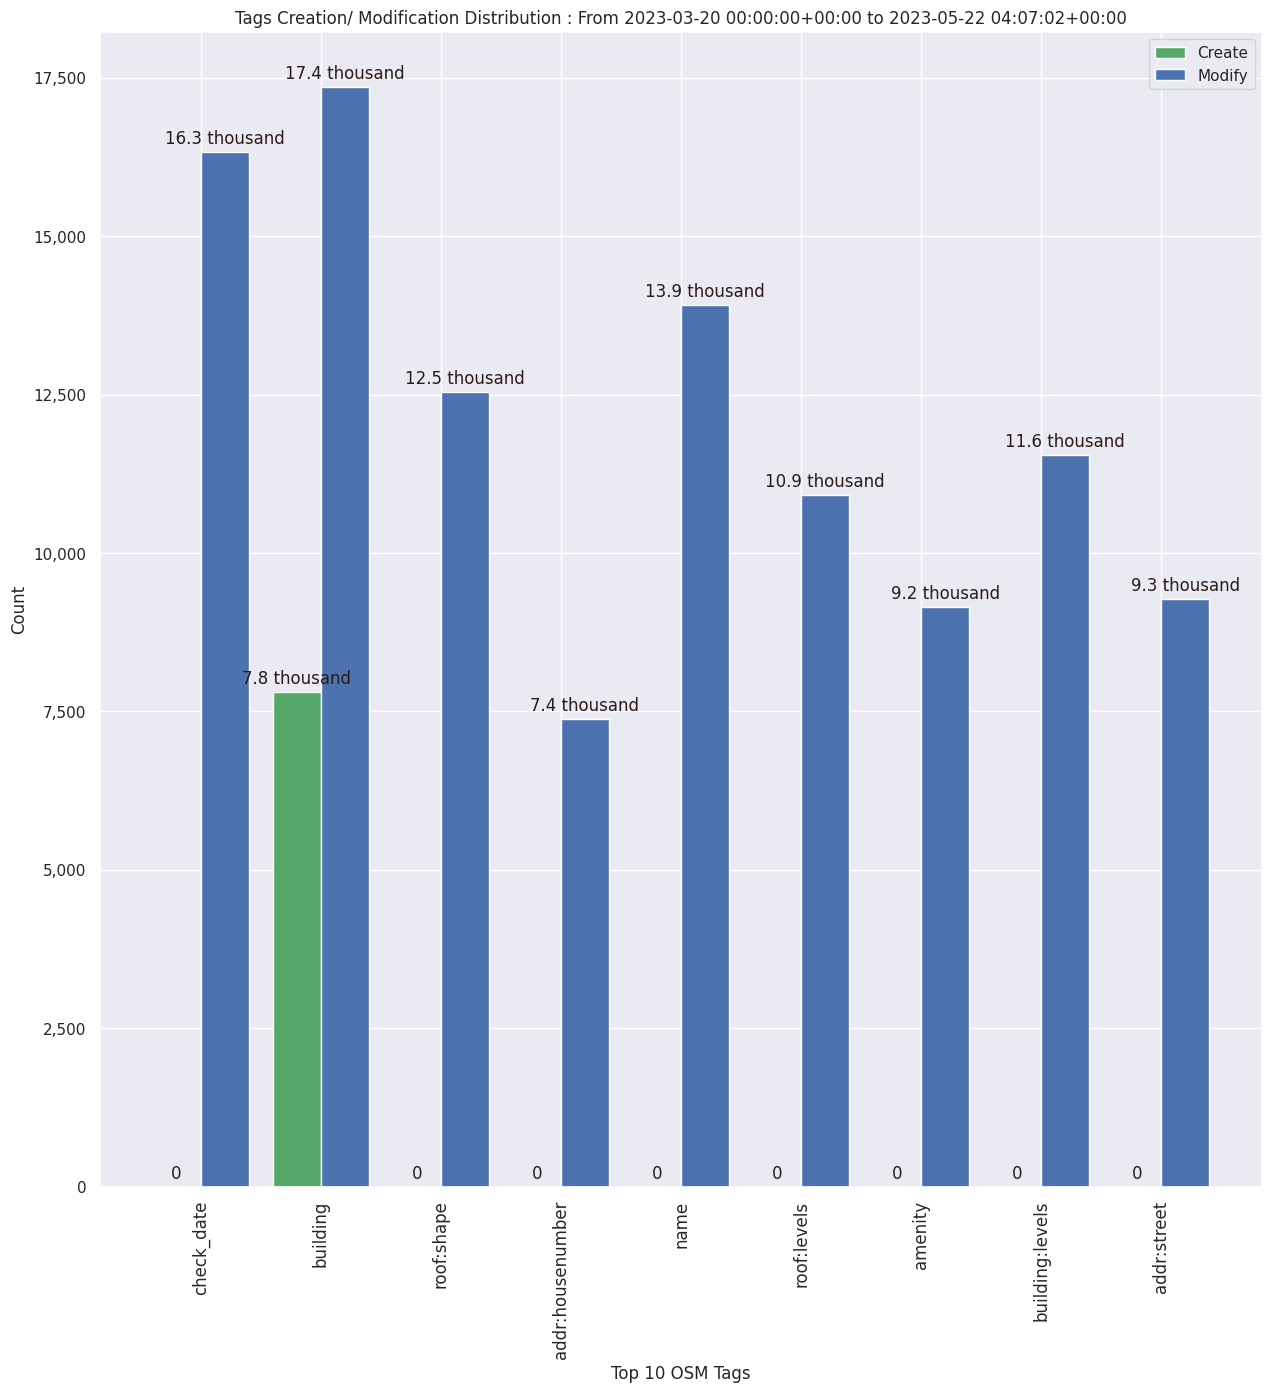 Tags Creation/ Modification Distribution : From 2023-03-20 00:00:00+00:00 to 2023-05-22 04:07:02+00:00
Create
Modify
17,500
15,000
12,500
10,000
7,500
5,000
2,500
0
Count
16.3 thousand
17.4 thousand
12.5 thousand
7.4 thousand
13.9 thousand
10.9 thousand
9.2 thousand
11.6 thousand
9.3 thousand
7.8 thousand
0
0
0
0
0
0
0
0
check_date
building
roof:shape
addr:housenumber
name
roof:levels
amenity
building:levels
addr:street
Top 10 OSM Tags